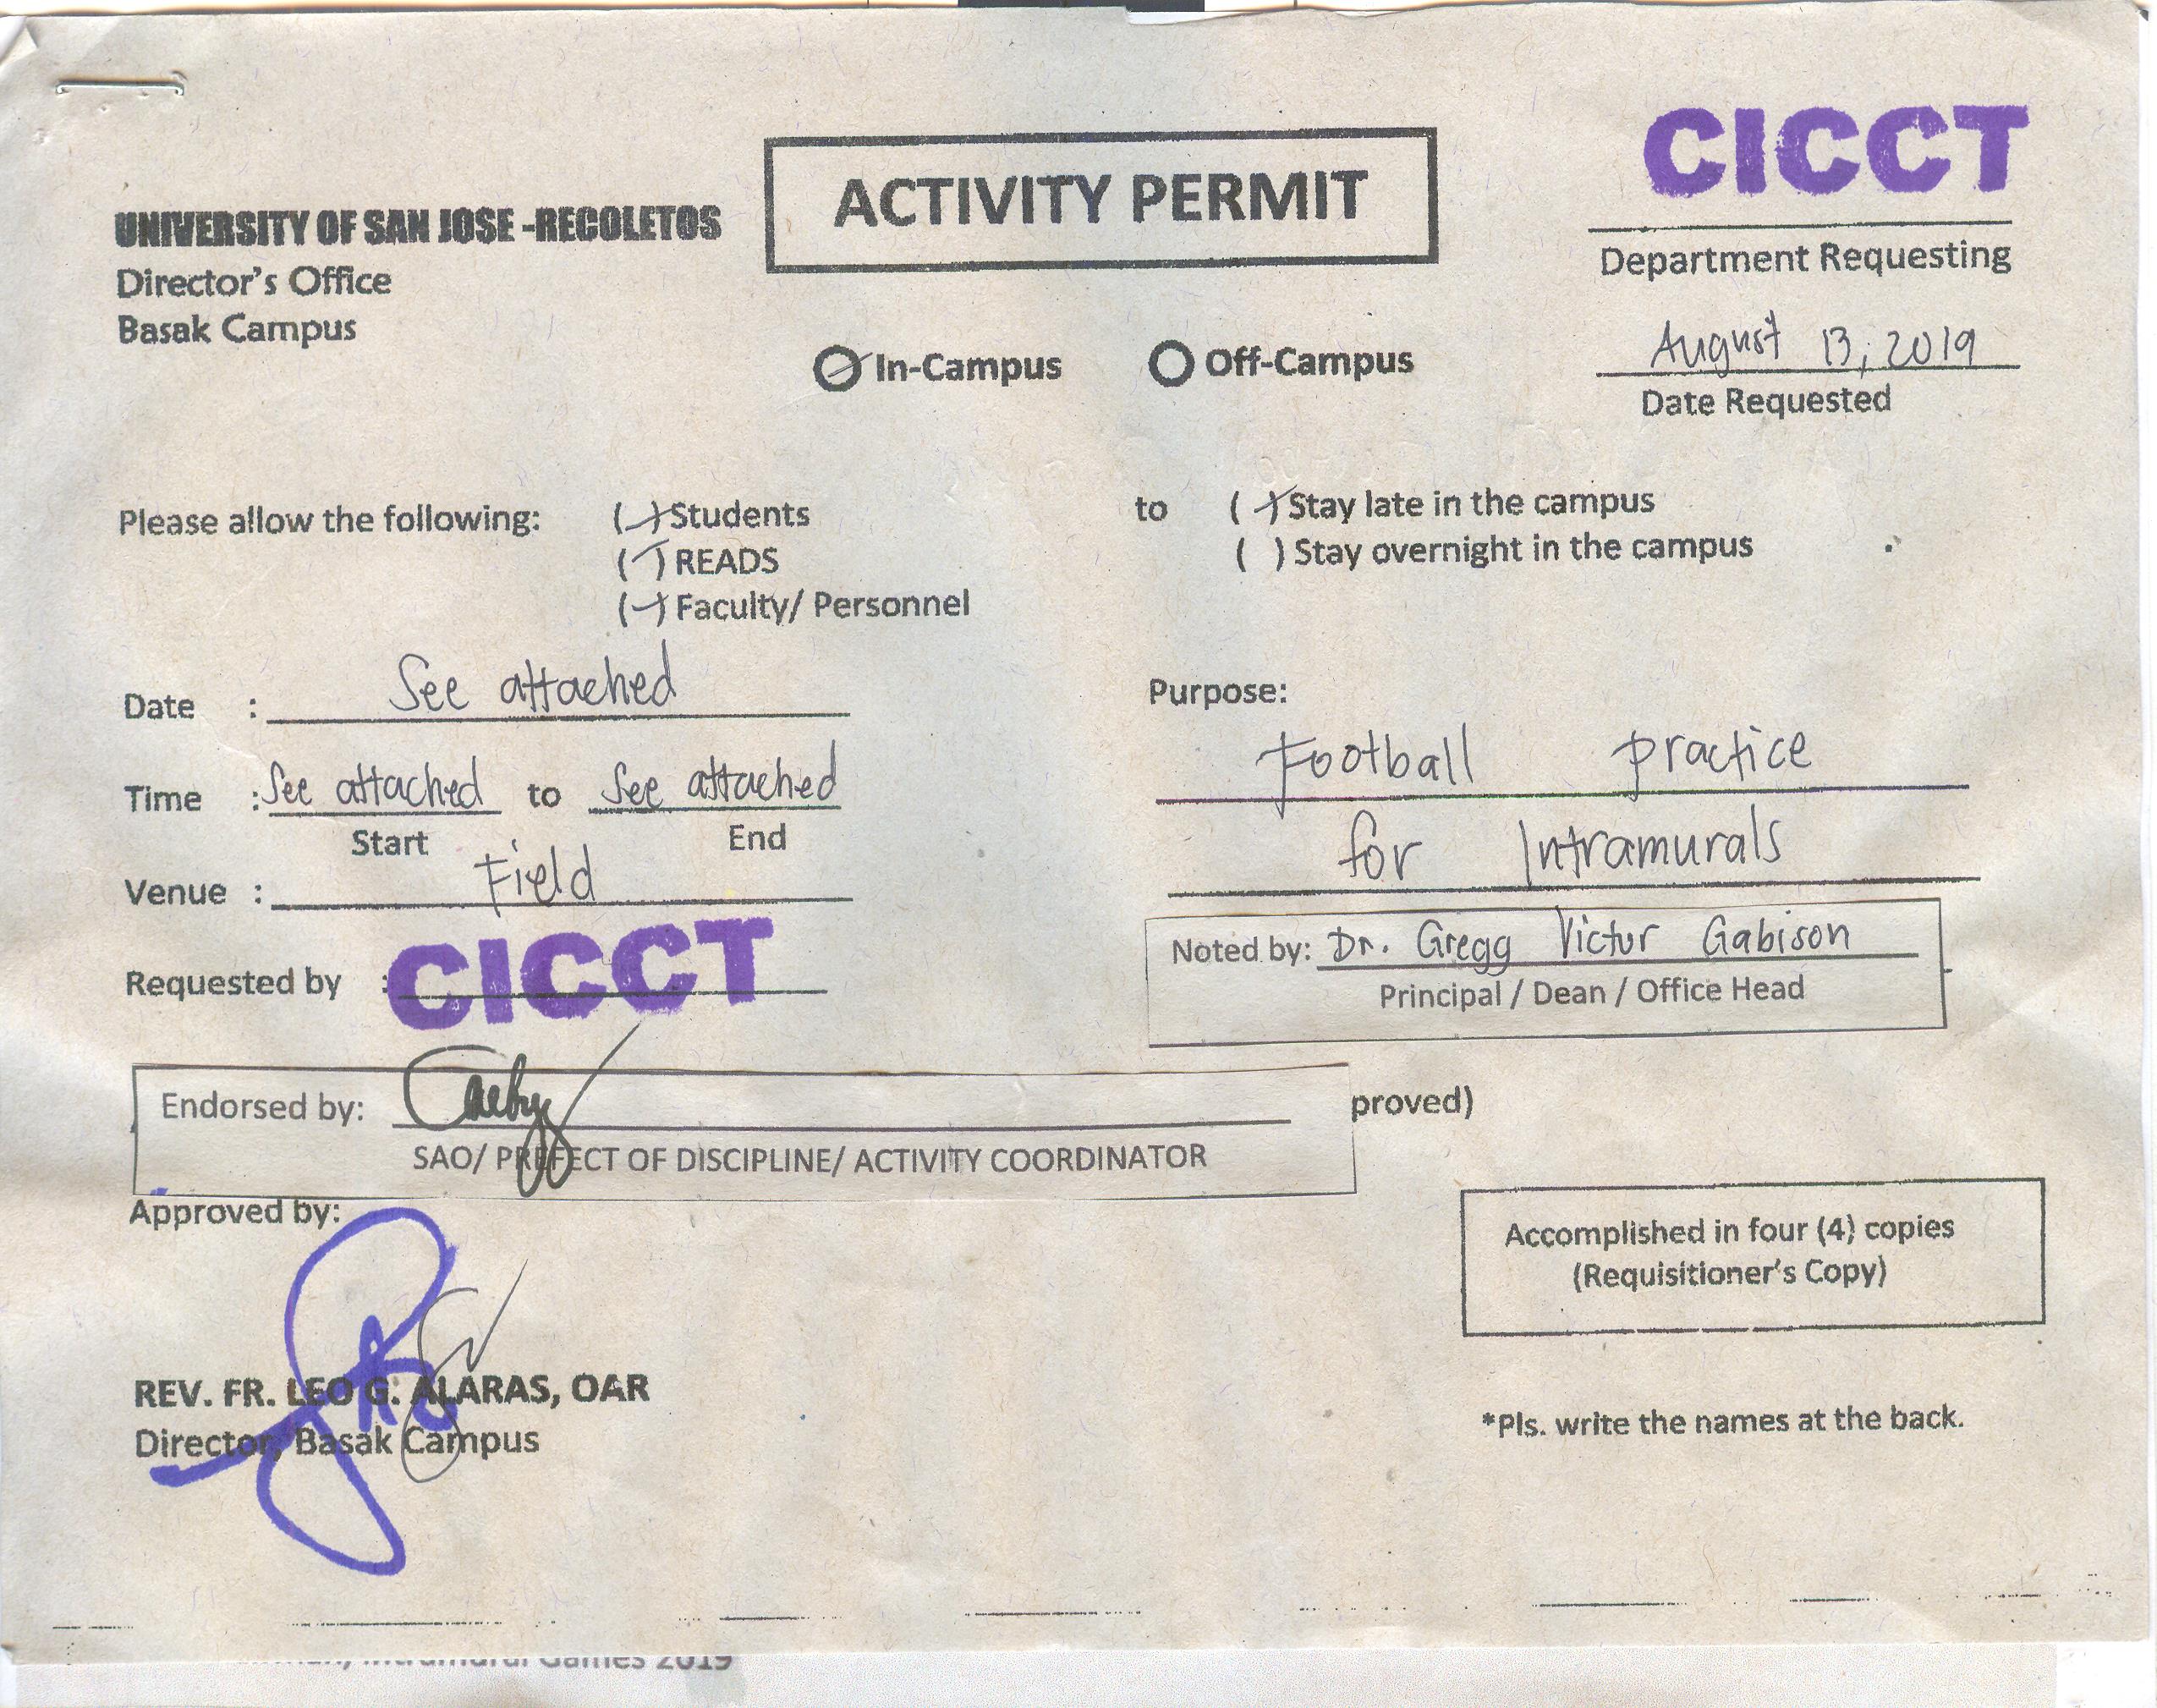 CICCT
ACTIVITY PERMIT
UNIVERSITY OF SAN JOSE -RECOLETOS
Department Requesting
Director's Office
Basak Campus
August 13, 2019
In-Campus
Off-Campus
Date Requested
Please allow the following: ( ) Students to ( ) Stay late in the campus
( ) READS ( ) Stay overnight in the campus
( ) Faculty/ Personnel
Date : See attached
Purpose:
Time : See attached to See attached
Football practice
Start End
for Intramurals
Venue : Field
Noted by: Dr. Gregg Victur Gabison
Requested by : CICCT
Principal / Dean / Office Head
Endorsed by:
proved)
SAO/ PREFECT OF DISCIPLINE/ ACTIVITY COORDINATOR
Approved by:
Accomplished in four (4) copies
(Requisitioner's Copy)
REV. FR. LEO G. ALARAS, OAR
Director, Basak Campus
*Pls. write the names at the back.
Intramural Games 2019